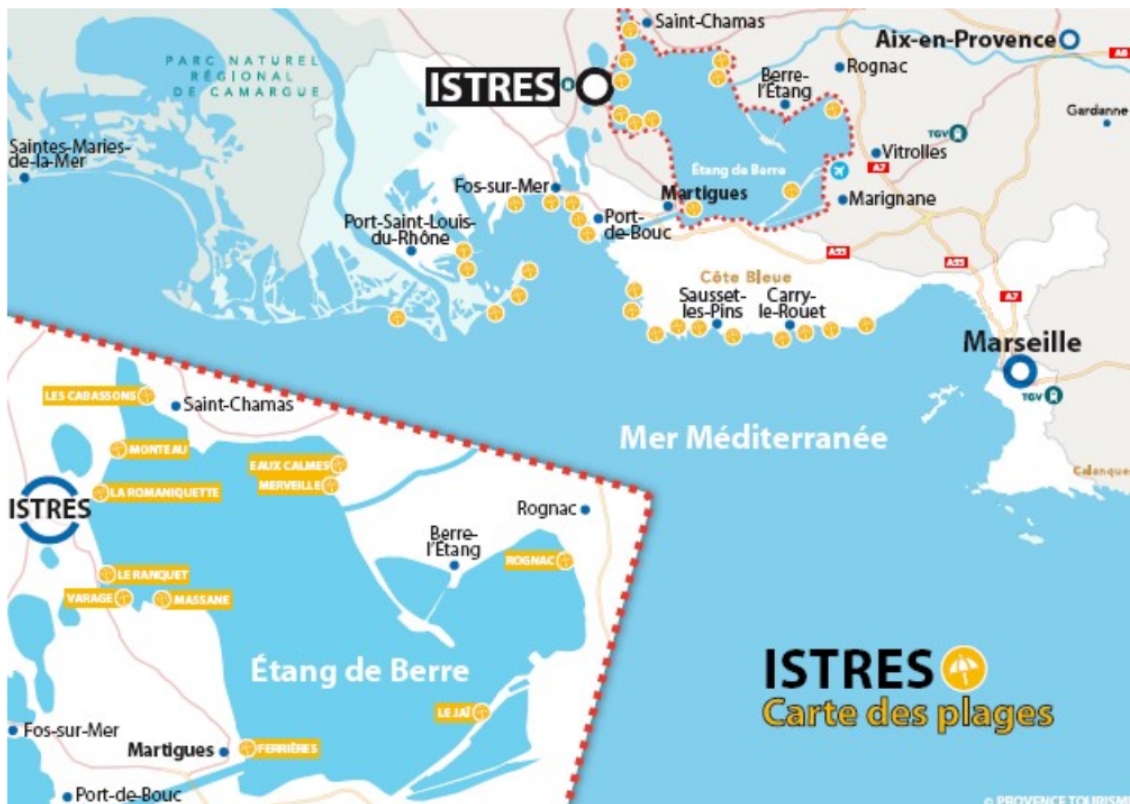 Saint-Chamas
Aix-en-Provence
A8
PARC NATUREL
RÉGIONAL
DE CAMARGUE
ISTRES
Berre-
l'Étang
Rognac
Gardanne
TGV
Saintes-Maries-
de-la-Mer
Vitrolles
A7
Étang de Berre
Fos-sur-Mer
Martigues
Marignane
Port-Saint-Louis-
du-Rhône
Port-
de-Bouc
A55
A55
Côte Bleue
Sausset-
les-Pins
Carry-
le-Rouet
A7
Marseille
TGV
Mer Méditerranée
Calanque
LES CABASSONS
Saint-Chamas
MONTEAU
EAUX CALMES
MERVEILLE
LA ROMANIQUETTE
ISTRES
Rognac
Berre-
l'Étang
ROGNAC
LE RANQUET
VARAGE
MASSANE
Étang de Berre
LE JAÏ
Fos-sur-Mer
Martigues
FERRIÈRES
Port-de-Bouc
ISTRES
Carte des plages
© PROVENCE TOURISME